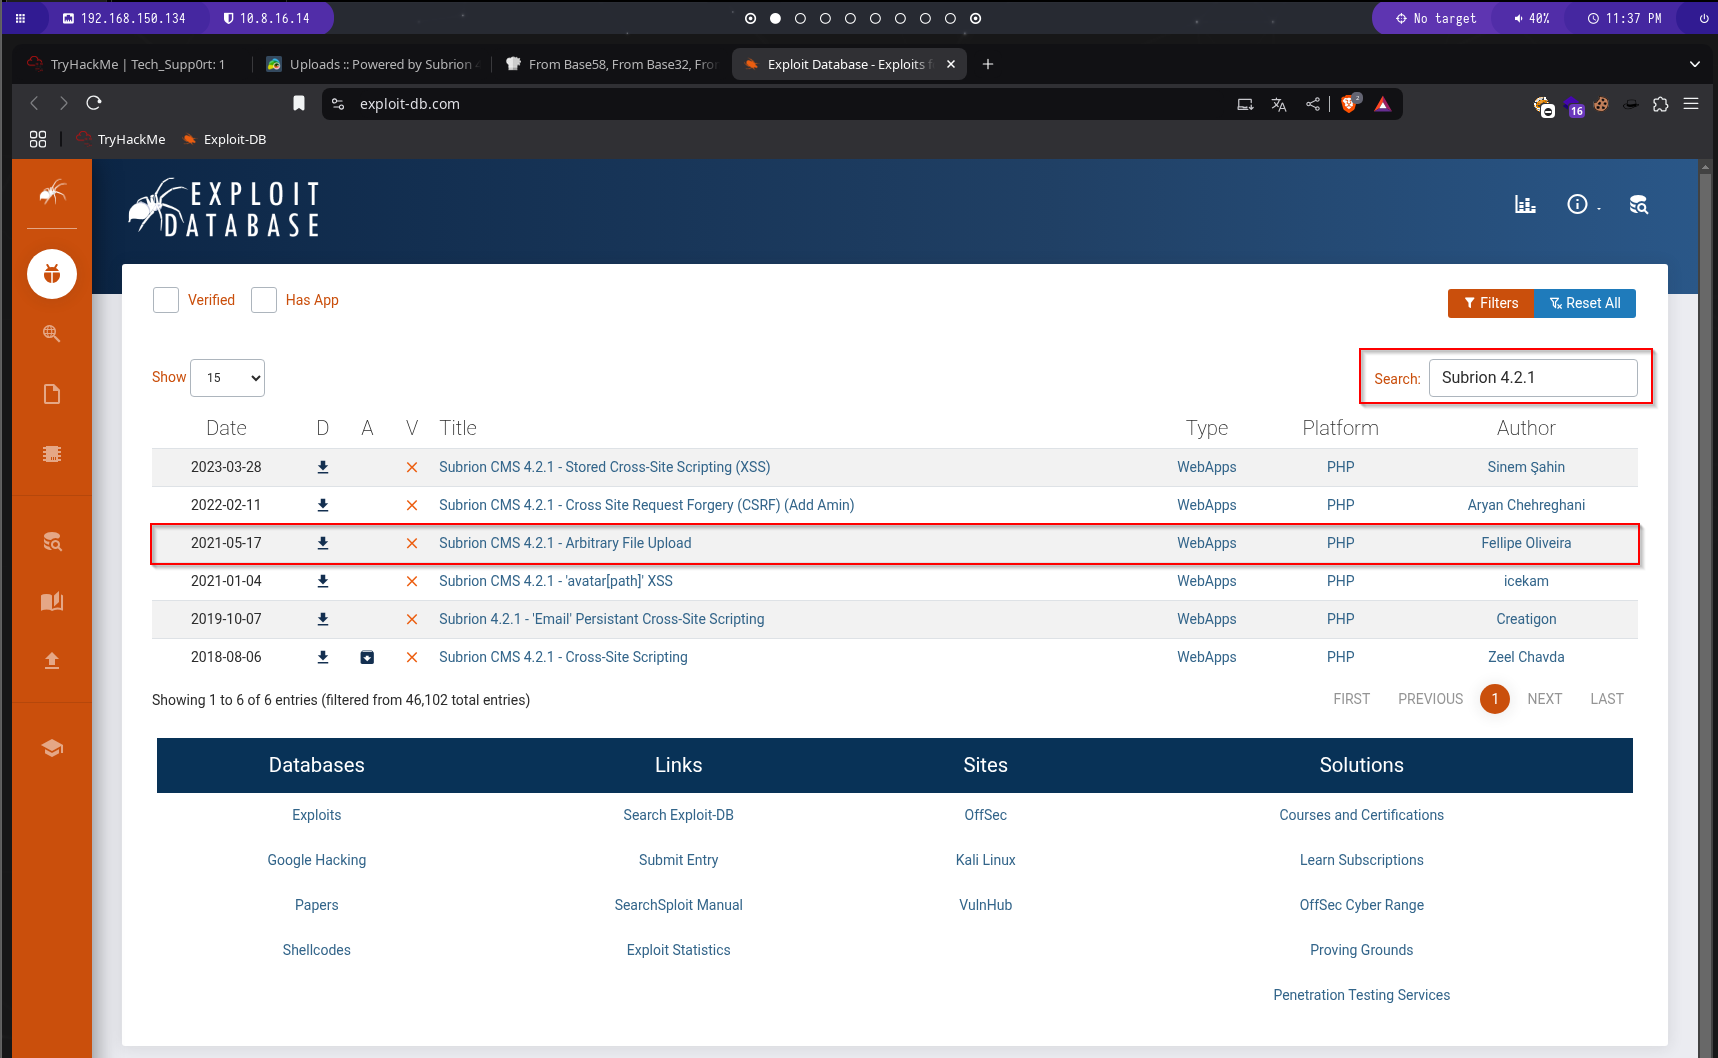 192.168.150.134 10.8.16.14 No target 40% 11:37 PM
TryHackMe | Tech_Supp0rt: 1 Uploads :: Powered by Subrion 4 From Base58, From Base32, Fro Exploit Database - Exploits f
exploit-db.com 2 16
TryHackMe Exploit-DB
EXPLOIT
DATABASE
Verified Has App Filters Reset All
Show 15 Search: Subrion 4.2.1
Date D A V Title Type Platform Author
2023-03-28 Subrion CMS 4.2.1 - Stored Cross-Site Scripting (XSS) WebApps PHP Sinem Şahin
2022-02-11 Subrion CMS 4.2.1 - Cross Site Request Forgery (CSRF) (Add Amin) WebApps PHP Aryan Chehreghani
2021-05-17 Subrion CMS 4.2.1 - Arbitrary File Upload WebApps PHP Fellipe Oliveira
2021-01-04 Subrion CMS 4.2.1 - 'avatar[path]' XSS WebApps PHP icekam
2019-10-07 Subrion 4.2.1 - 'Email' Persistant Cross-Site Scripting WebApps PHP Creatigon
2018-08-06 Subrion CMS 4.2.1 - Cross-Site Scripting WebApps PHP Zeel Chavda
Showing 1 to 6 of 6 entries (filtered from 46,102 total entries) FIRST PREVIOUS 1 NEXT LAST
Databases Links Sites Solutions
Exploits Search Exploit-DB OffSec Courses and Certifications
Google Hacking Submit Entry Kali Linux Learn Subscriptions
Papers SearchSploit Manual VulnHub OffSec Cyber Range
Shellcodes Exploit Statistics Proving Grounds
Penetration Testing Services